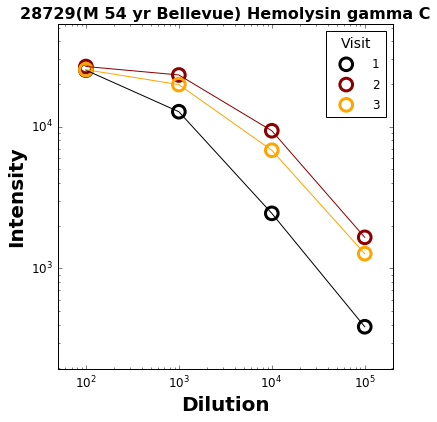 28729(M 54 yr Bellevue) Hemolysin gamma C
Visit
1
2
3
10⁴
10³
Intensity
10² 10³ 10⁴ 10⁵
Dilution